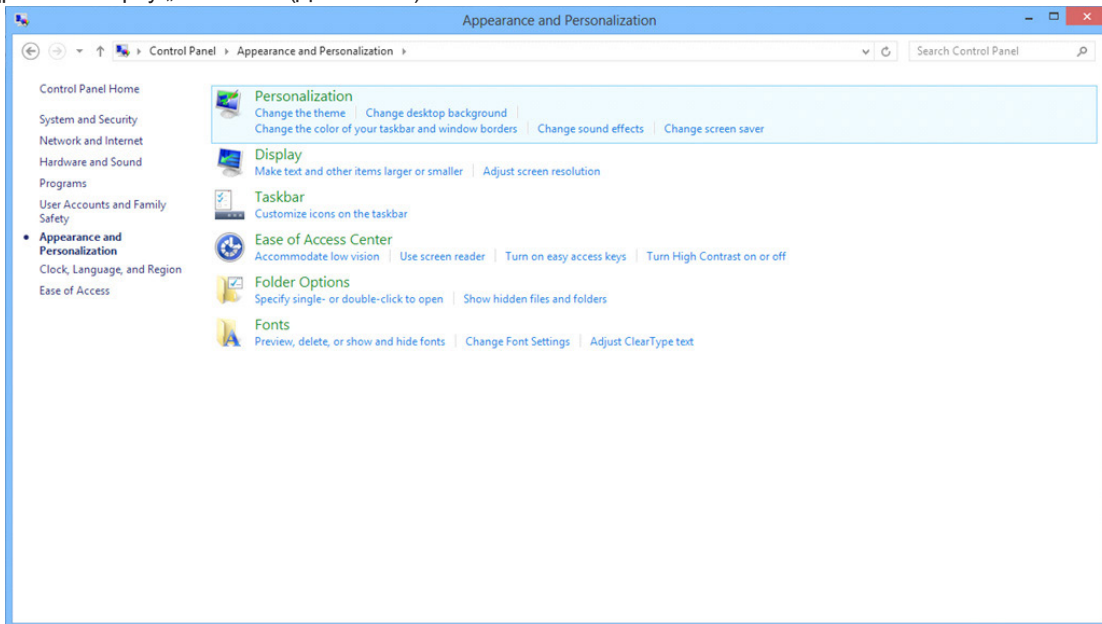 Appearance and Personalization
Control Panel Appearance and Personalization
Search Control Panel
Control Panel Home
System and Security
Network and Internet
Hardware and Sound
Programs
User Accounts and Family
Safety
Appearance and
Personalization
Clock, Language, and Region
Ease of Access
Personalization
Change the theme Change desktop background
Change the color of your taskbar and window borders Change sound effects Change screen saver
Display
Make text and other items larger or smaller Adjust screen resolution
Taskbar
Customize icons on the taskbar
Ease of Access Center
Accommodate low vision Use screen reader Turn on easy access keys Turn High Contrast on or off
Folder Options
Specify single- or double-click to open Show hidden files and folders
Fonts
Preview, delete, or show and hide fonts Change Font Settings Adjust ClearType text